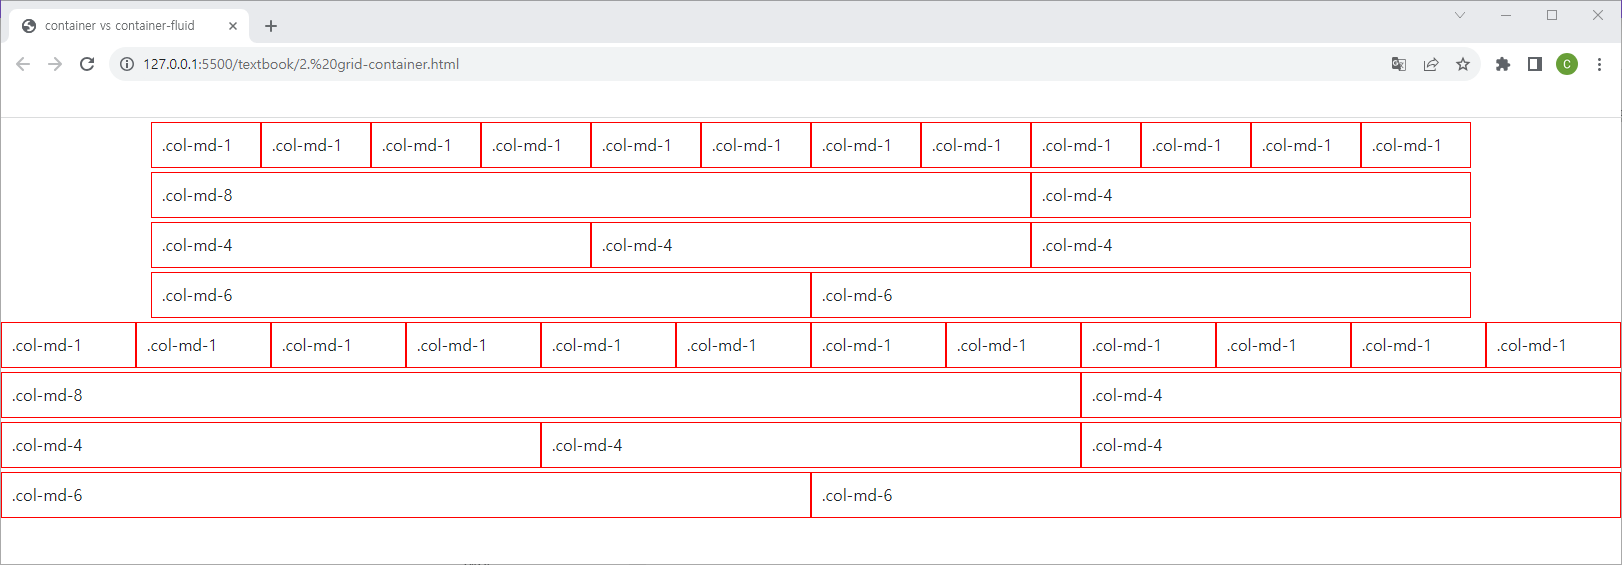 container vs container-fluid
127.0.0.1:5500/textbook/2.%20grid-container.html
C
.col-md-1 .col-md-1 .col-md-1 .col-md-1 .col-md-1 .col-md-1 .col-md-1 .col-md-1 .col-md-1 .col-md-1 .col-md-1 .col-md-1
.col-md-8 .col-md-4
.col-md-4 .col-md-4 .col-md-4
.col-md-6 .col-md-6
.col-md-1 .col-md-1 .col-md-1 .col-md-1 .col-md-1 .col-md-1 .col-md-1 .col-md-1 .col-md-1 .col-md-1 .col-md-1 .col-md-1
.col-md-8 .col-md-4
.col-md-4 .col-md-4 .col-md-4
.col-md-6 .col-md-6